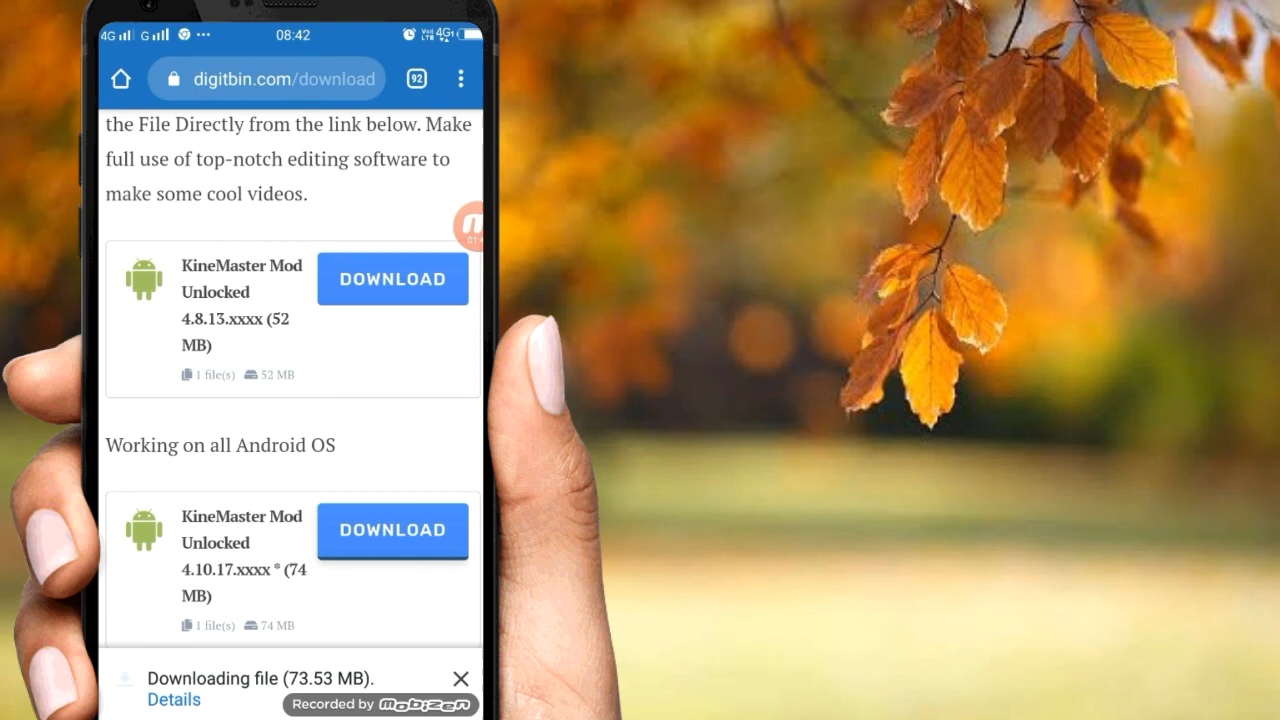 4G G ... 08:42 4G
digitbin.com/download 92
the File Directly from the link below. Make
full use of top-notch editing software to
make some cool videos.
KineMaster Mod
Unlocked
4.8.13.xxxx (52
MB)
DOWNLOAD
1 file(s) 52 MB
Working on all Android OS
KineMaster Mod
Unlocked
4.10.17.xxxx * (74
MB)
DOWNLOAD
1 file(s) 74 MB
Downloading file (73.53 MB).
Details
Recorded by Mobizen